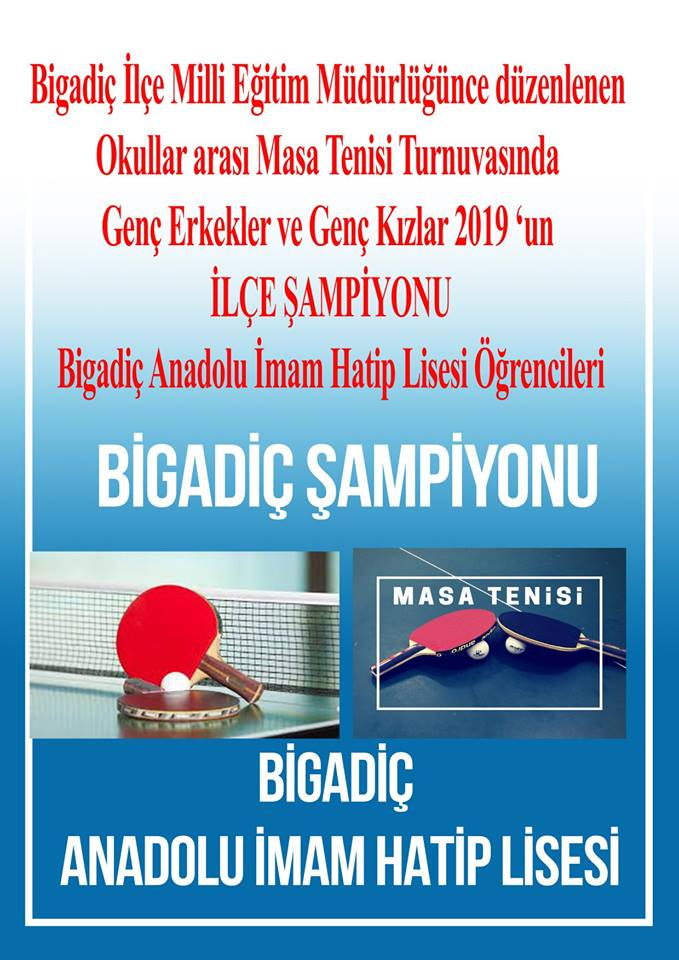 Bigadiç İlçe Milli Eğitim Müdürlüğünce düzenlenen
Okullar arası Masa Tenisi Turnuvasında
Genç Erkekler ve Genç Kızlar 2019 ‘un
İLÇE ŞAMPİYONU
Bigadiç Anadolu İmam Hatip Lisesi Öğrencileri
BİGADİÇ ŞAMPİYONU
MASA TENiSi
andro
BİGADİÇ
ANADOLU İMAM HATİP LİSESİ